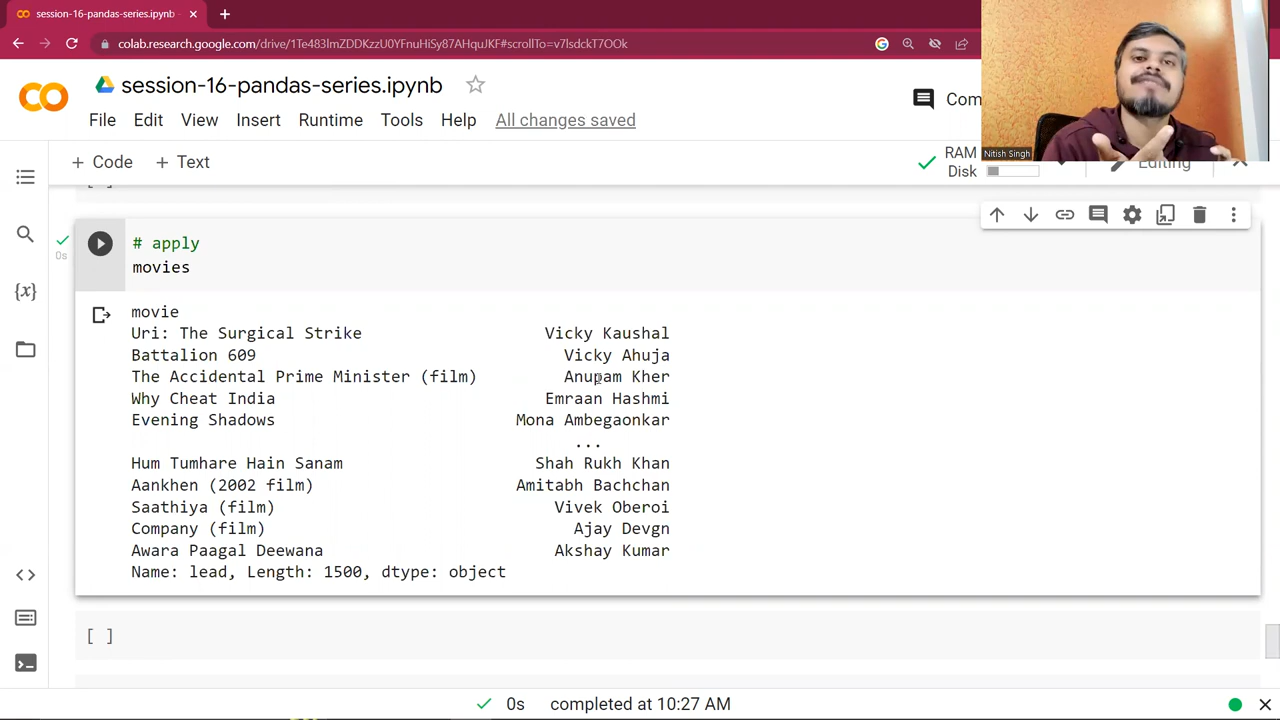 session-16-pandas-series.ipynb -
colab.research.google.com/drive/1Te483lmZDDKzzU0YFnuHiSy87AHquJKF#scrollTo=v7lsdckT7OOk
session-16-pandas-series.ipynb
File Edit View Insert Runtime Tools Help All changes saved
Com
Nitish Singh
+ Code + Text
RAM
Disk
Editing
[ ]
# apply
movies
0s
movie
Uri: The Surgical Strike Vicky Kaushal
Battalion 609 Vicky Ahuja
The Accidental Prime Minister (film) Anupam Kher
Why Cheat India Emraan Hashmi
Evening Shadows Mona Ambegaonkar
...
Hum Tumhare Hain Sanam Shah Rukh Khan
Aankhen (2002 film) Amitabh Bachchan
Saathiya (film) Vivek Oberoi
Company (film) Ajay Devgn
Awara Paagal Deewana Akshay Kumar
Name: lead, Length: 1500, dtype: object
[ ]
0s completed at 10:27 AM